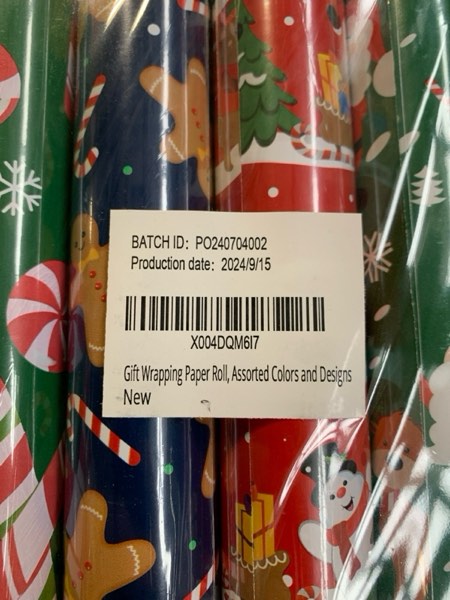 BATCH ID: PO240704002
Production date: 2024/9/15
X004DQM6I7
Gift Wrapping Paper Roll, Assorted Colors and Designs
New